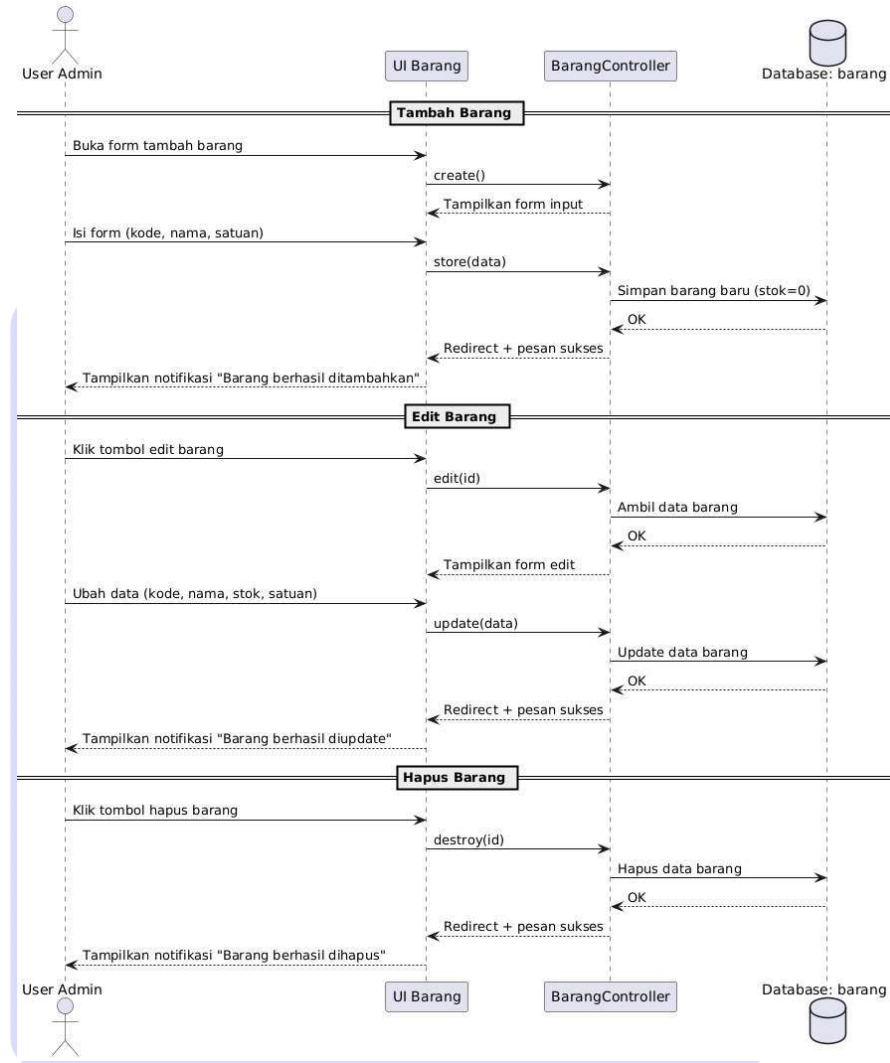 User Admin
UI Barang
BarangController
Database: barang
Tambah Barang
Buka form tambah barang
create()
Tampilkan form input
Isi form (kode, nama, satuan)
store(data)
Simpan barang baru (stok=0)
OK
Redirect + pesan sukses
Tampilkan notifikasi "Barang berhasil ditambahkan"
Edit Barang
Klik tombol edit barang
edit(id)
Ambil data barang
OK
Tampilkan form edit
Ubah data (kode, nama, stok, satuan)
update(data)
Update data barang
OK
Redirect + pesan sukses
Tampilkan notifikasi "Barang berhasil diupdate"
Hapus Barang
Klik tombol hapus barang
destroy(id)
Hapus data barang
OK
Redirect + pesan sukses
Tampilkan notifikasi "Barang berhasil dihapus"
User Admin
UI Barang
BarangController
Database: barang